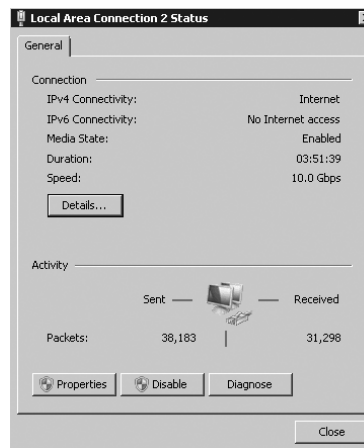 Local Area Connection 2 Status
General
Connection
IPv4 Connectivity: Internet
IPv6 Connectivity: No Internet access
Media State: Enabled
Duration: 03:51:39
Speed: 10.0 Gbps
Details...
Activity
Sent Received
Packets: 38,183 31,298
Properties Disable Diagnose
Close